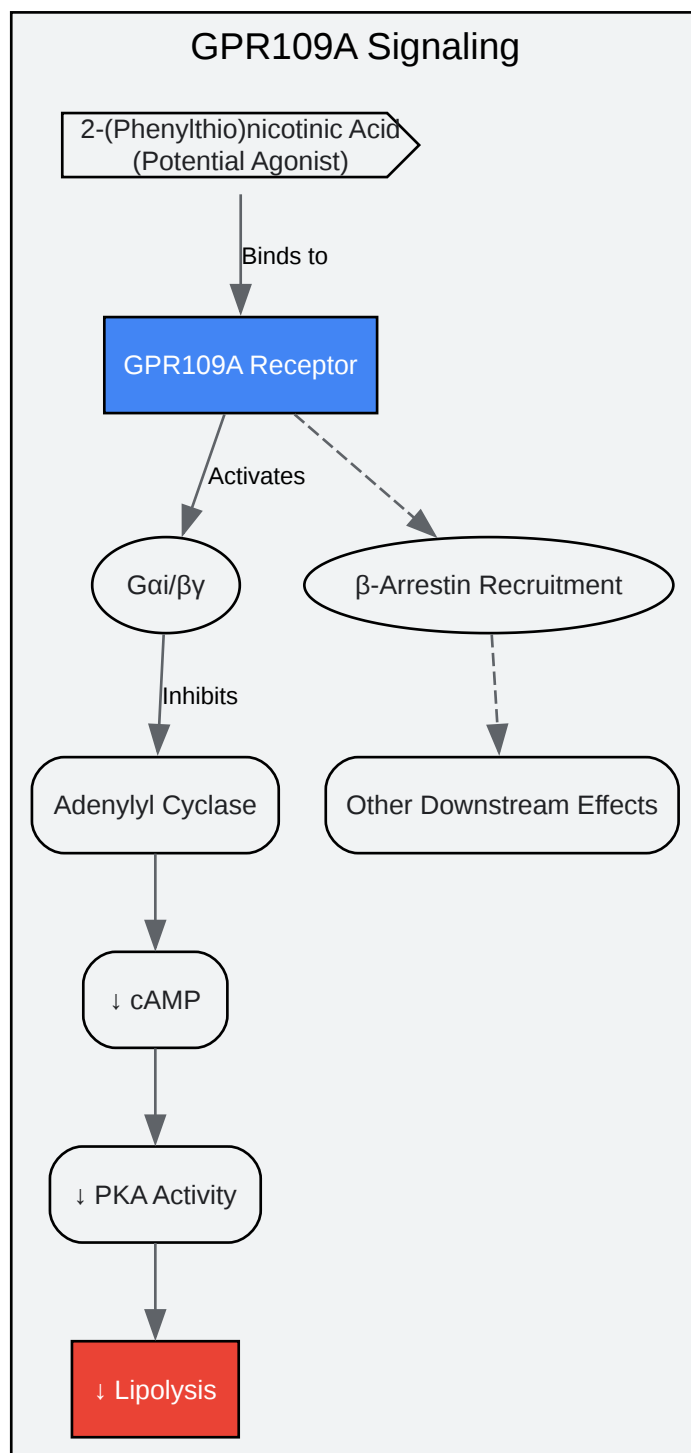 GPR109A Signaling
2-(Phenylthio)nicotinic Acid
(Potential Agonist)
Binds to
GPR109A Receptor
Activates
Gαi/βγ
β-Arrestin Recruitment
Inhibits
Adenylyl Cyclase
Other Downstream Effects
↓ cAMP
↓ PKA Activity
↓ Lipolysis